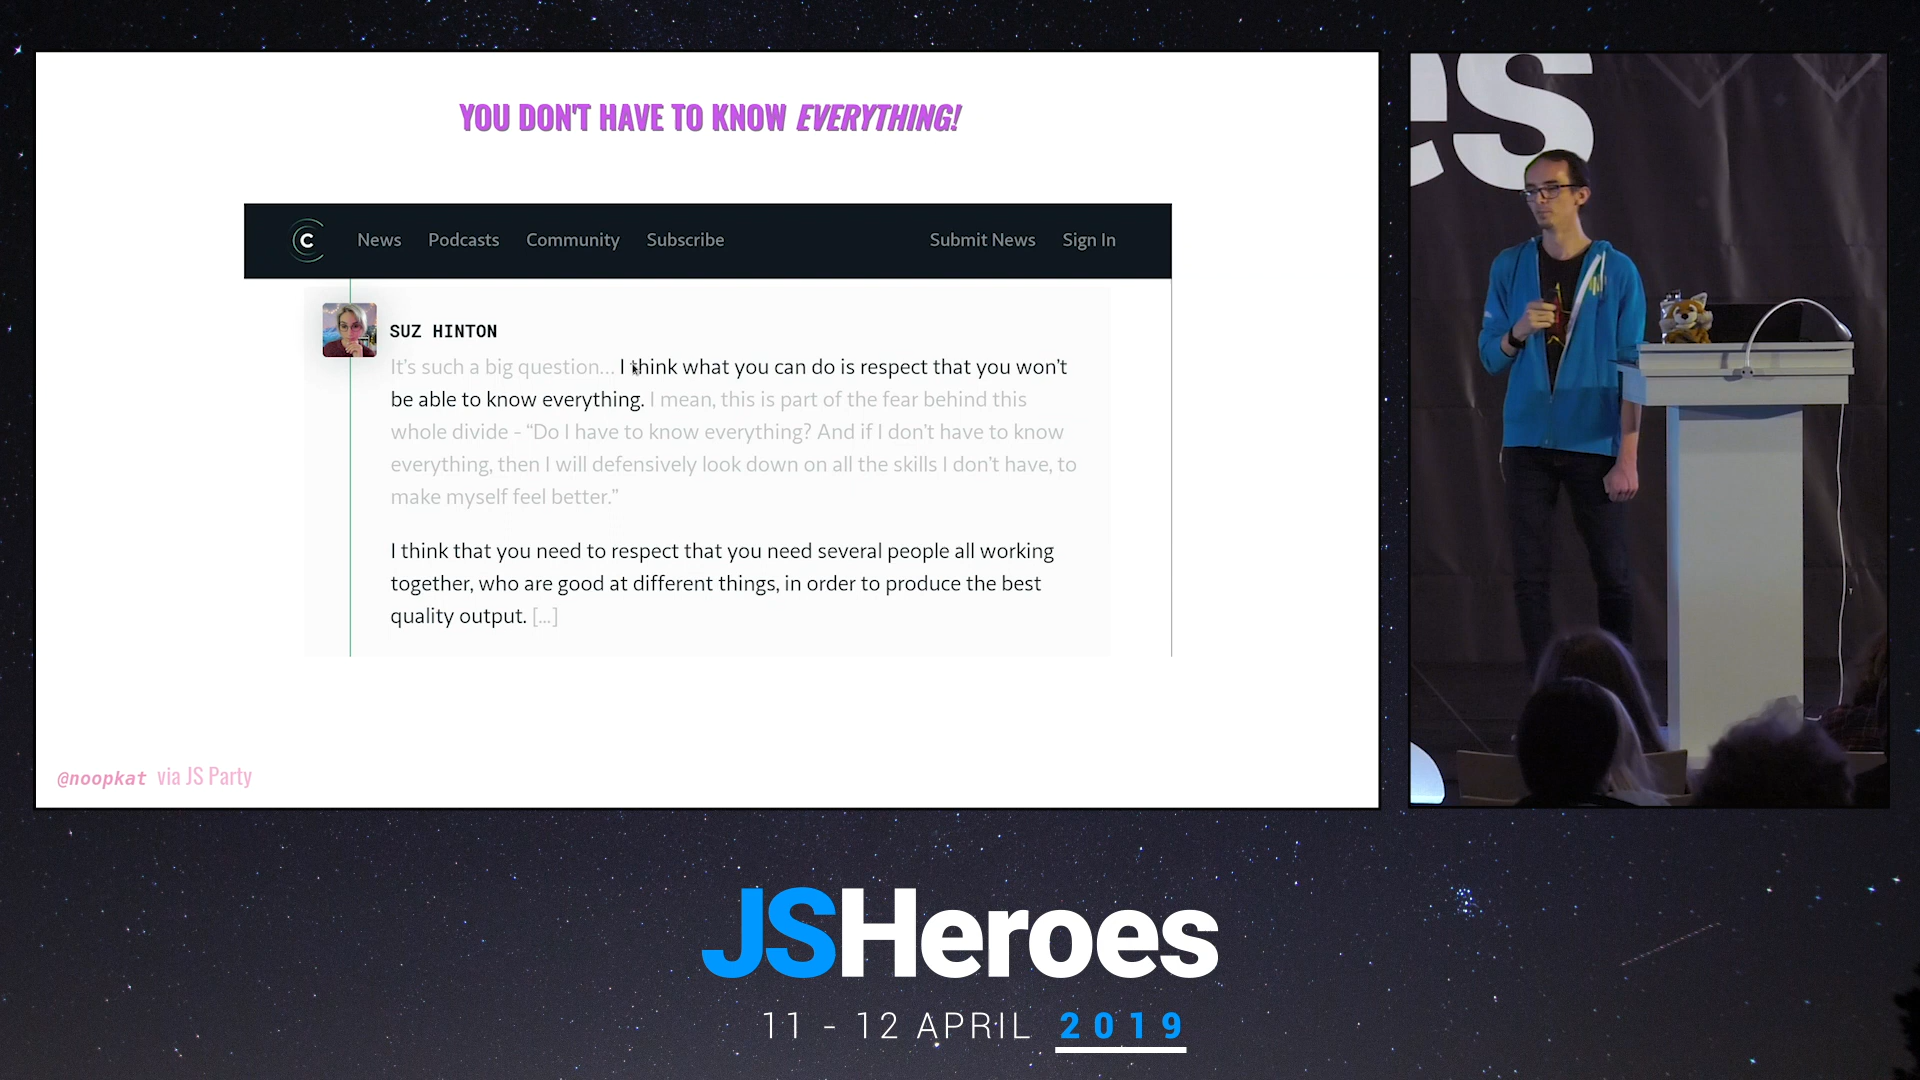 YOU DON'T HAVE TO KNOW EVERYTHING!
C News Podcasts Community Subscribe Submit News Sign In
SUZ HINTON
It's such a big question... I think what you can do is respect that you won't
be able to know everything. I mean, this is part of the fear behind this
whole divide - “Do I have to know everything? And if I don't have to know
everything, then I will defensively look down on all the skills I don't have, to
make myself feel better.”
I think that you need to respect that you need several people all working
together, who are good at different things, in order to produce the best
quality output. [...]
@noopkat via JS Party
es
JSHeroes
11 - 12 APRIL 2019